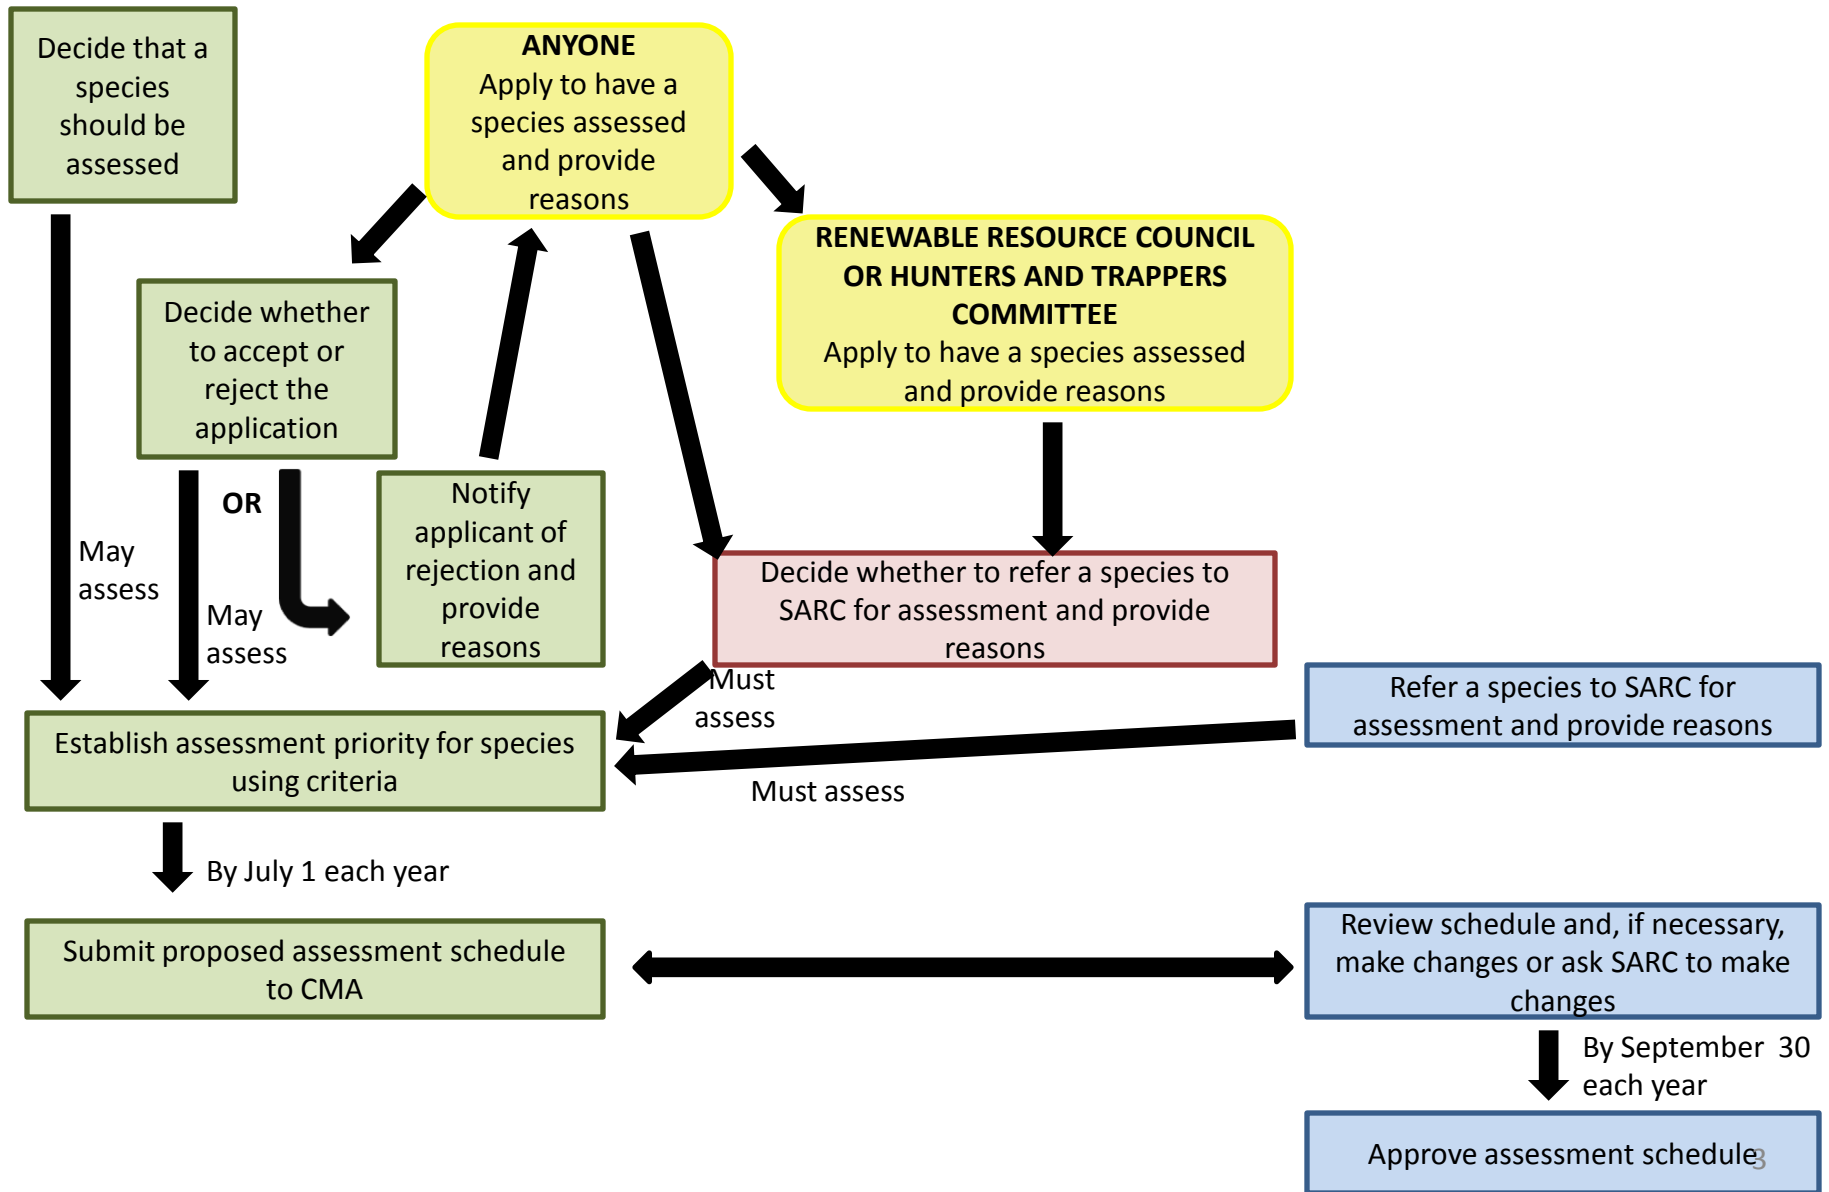 Decide that a
species
should be
assessed
ANYONE
Apply to have a
species assessed
and provide
reasons
RENEWABLE RESOURCE COUNCIL
OR HUNTERS AND TRAPPERS
COMMITTEE
Apply to have a species assessed
and provide reasons
Decide whether
to accept or
reject the
application
OR
Notify
applicant of
rejection and
provide
reasons
May
assess
May
assess
Decide whether to refer a species to
SARC for assessment and provide
reasons
Must
assess
Refer a species to SARC for
assessment and provide reasons
Establish assessment priority for species
using criteria
Must assess
By July 1 each year
Submit proposed assessment schedule
to CMA
Review schedule and, if necessary,
make changes or ask SARC to make
changes
By September 30
each year
Approve assessment schedule
3